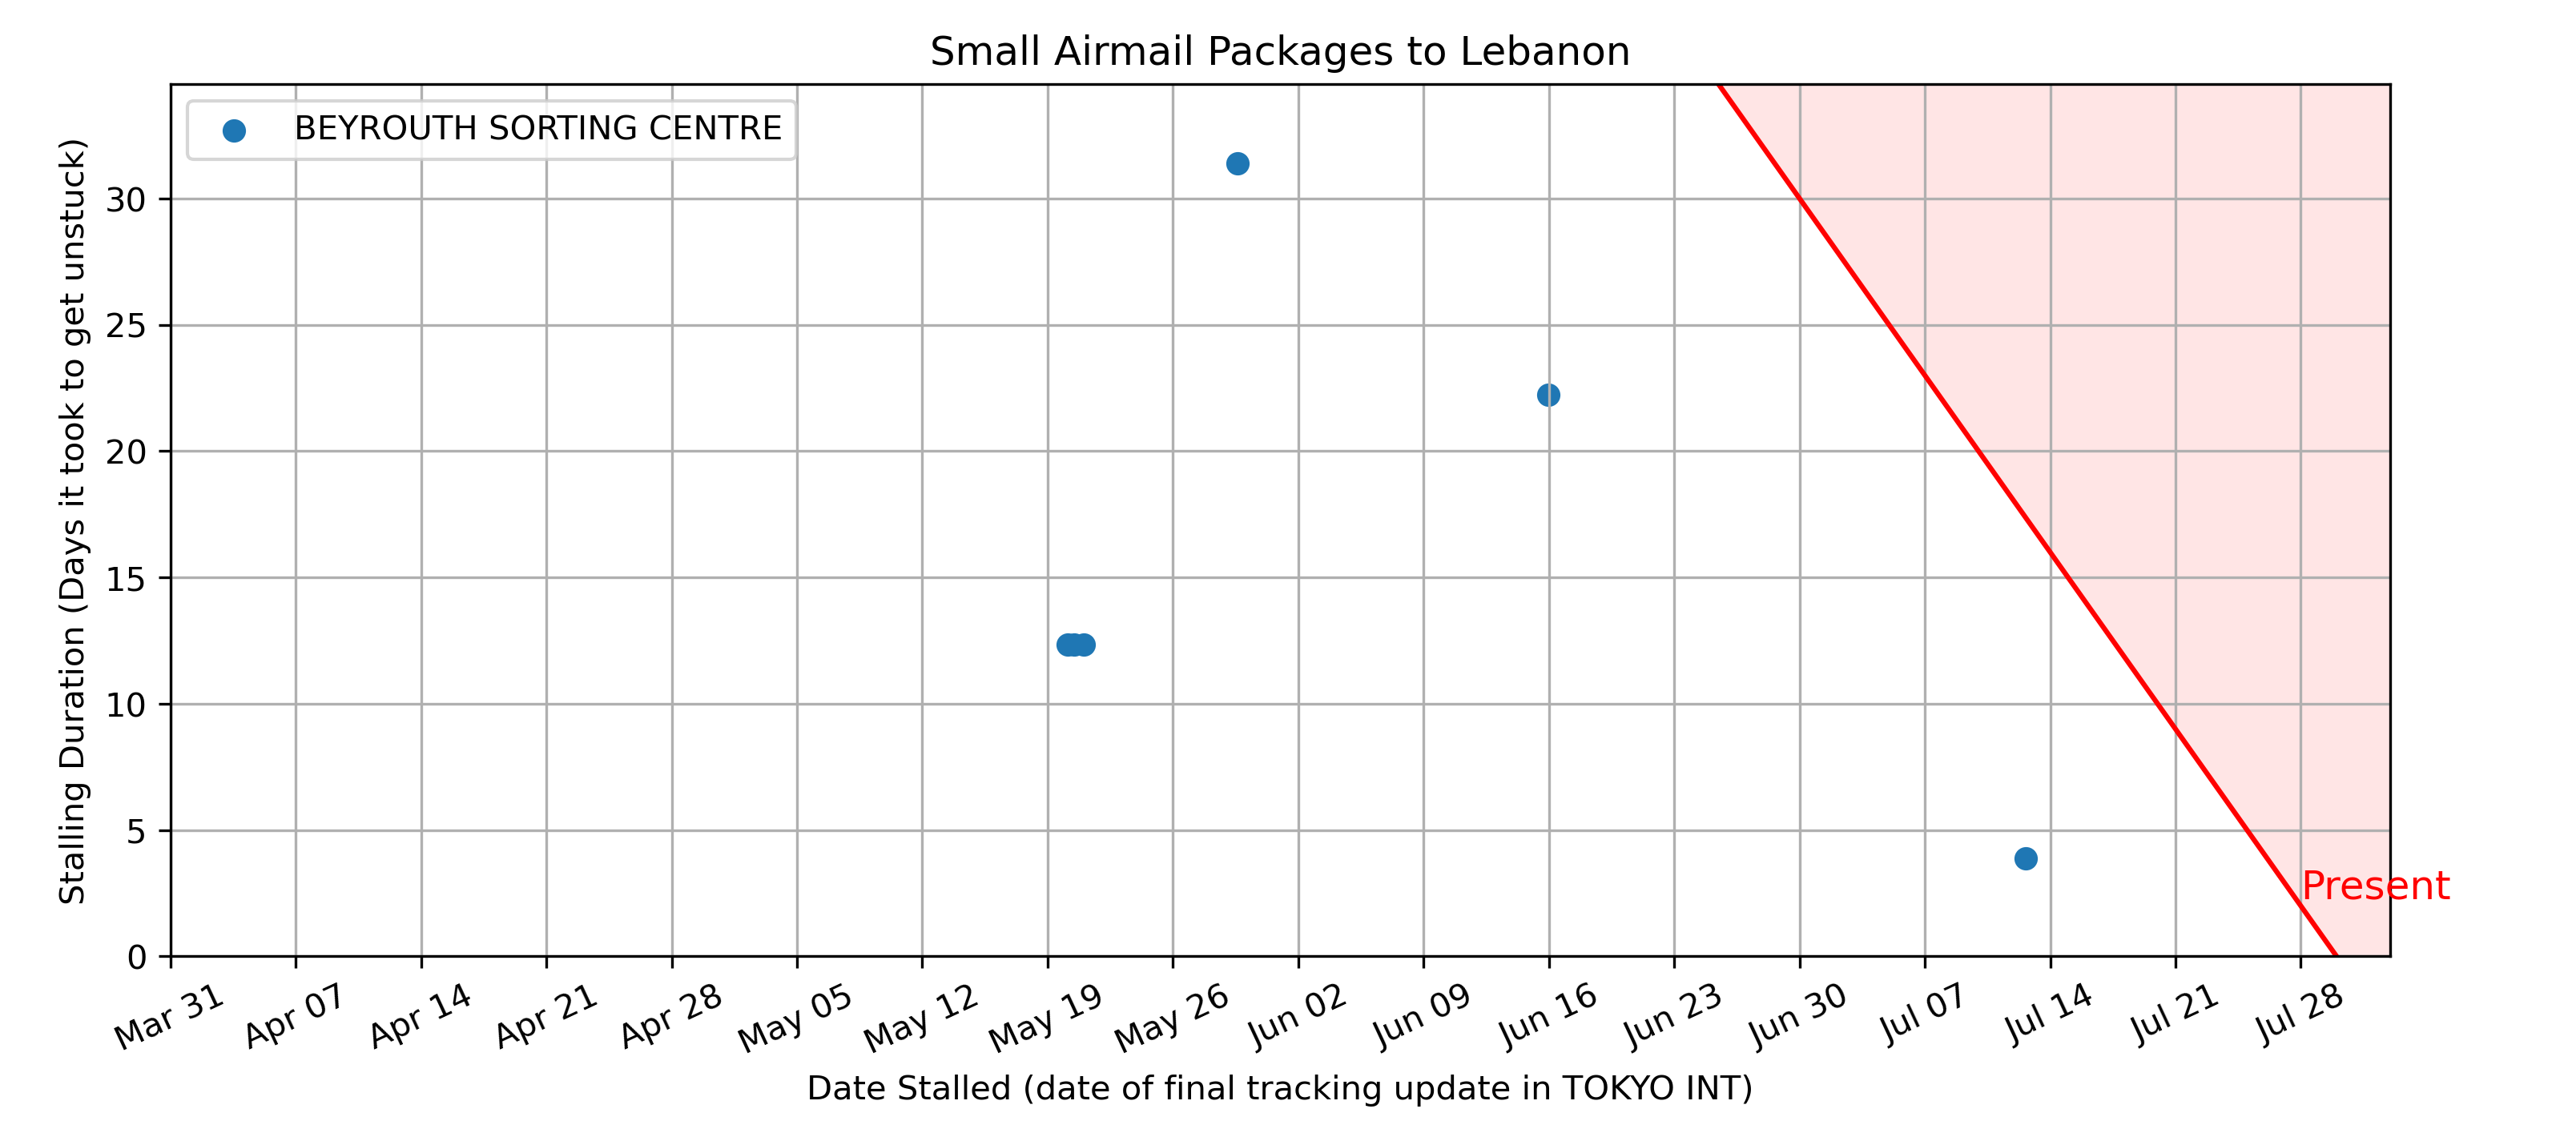 Small Airmail Packages to Lebanon
BEYROUTH SORTING CENTRE
Stalling Duration (Days it took to get unstuck)
30
25
20
15
10
5
0
Present
Mar 31
Apr 07
Apr 14
Apr 21
Apr 28
May 05
May 12
May 19
May 26
Jun 02
Jun 09
Jun 16
Jun 23
Jun 30
Jul 07
Jul 14
Jul 21
Jul 28
Date Stalled (date of final tracking update in TOKYO INT)